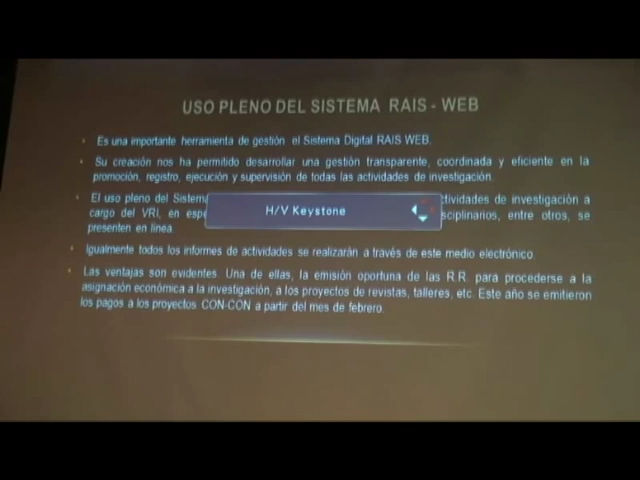 USO PLENO DEL SISTEMA RAIS - WEB
• Es una importante herramienta de gestión el Sistema Digital RAIS WEB.
• Su creación nos ha permitido desarrollar una gestión transparente, coordinada y eficiente en la
promoción, registro, ejecución y supervisión de todas las actividades de investigación.
• El uso pleno del Sistema ctividades de investigación a
H/V Keystone
cargo del VRI, en espe sciplinarios, entre otros, se
presenten en línea.
• Igualmente todos los informes de actividades se realizarán a través de este medio electrónico.
• Las ventajas son evidentes. Una de ellas, la emisión oportuna de las R.R. para procederse a la
asignación económica a la investigación, a los proyectos de revistas, talleres, etc. Este año se emitieron
los pagos a los proyectos CON-CON a partir del mes de febrero.